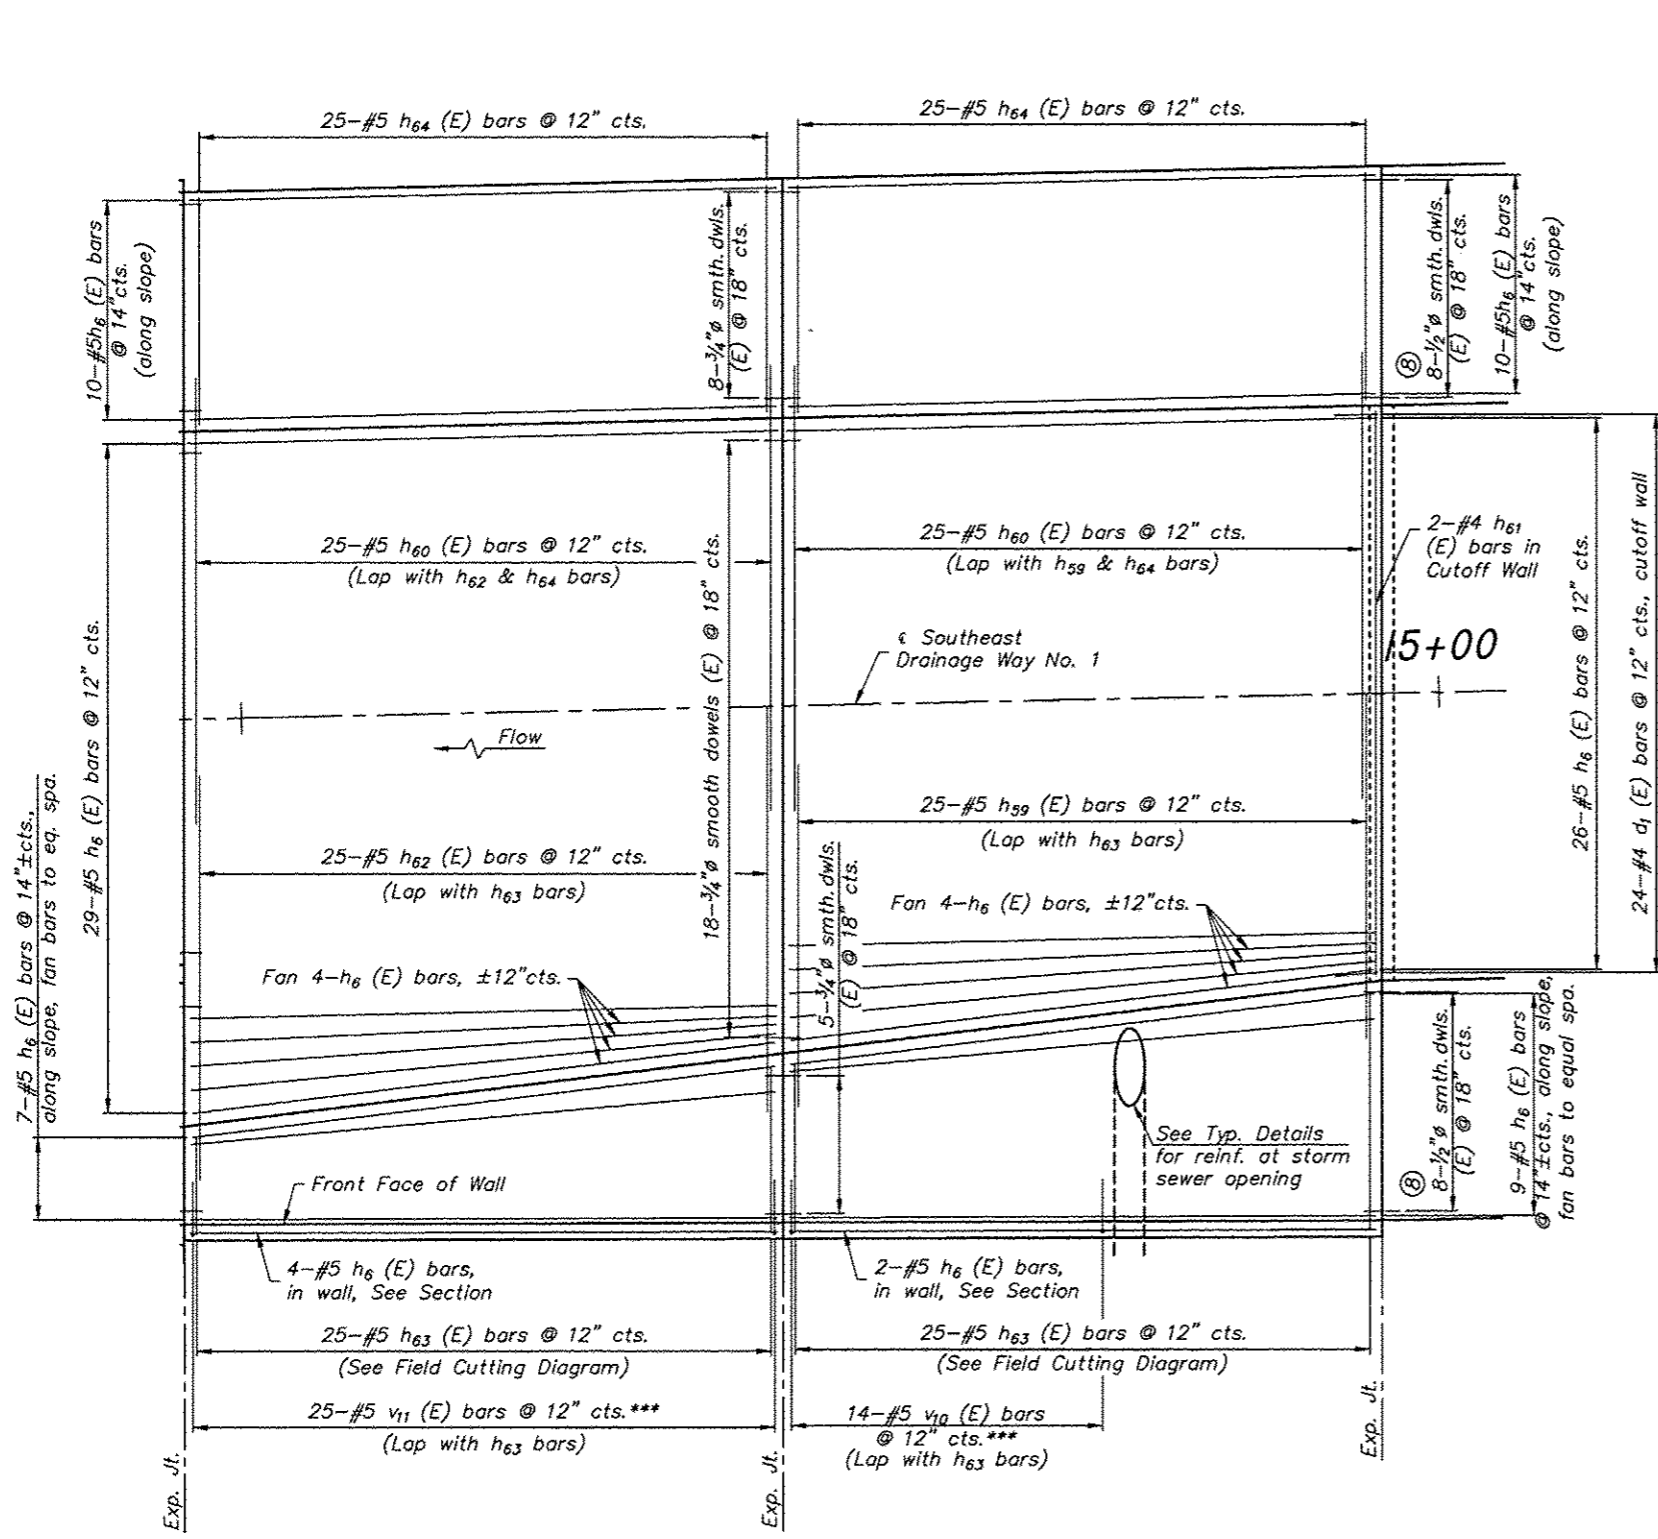 25-#5 h64 (E) bars @ 12" cts.
25-#5 h64 (E) bars @ 12" cts.
10-#5h6 (E) bars
@ 14"cts.
(along slope)
8-3/4"ø smth. dwls.
(E) @ 18" cts.
⑧
8-1/2"ø smth. dwls.
(E) @ 18" cts.
10-#5h6 (E) bars
@ 14"cts.
(along slope)
25-#5 h60 (E) bars @ 12" cts.
(Lap with h62 & h64 bars)
25-#5 h60 (E) bars @ 12" cts.
(Lap with h59 & h64 bars)
2-#4 h61
(E) bars in
Cutoff Wall
29-#5 h6 (E) bars @ 12" cts.
18-3/4"ø smooth dowels (E) @ 18" cts.
26-#5 h6 (E) bars @ 12" cts.
24-#4 d1 (E) bars @ 12" cts., cutoff wall
℄ Southeast
Drainage Way No. 1
15+00
Flow
7-#5 h6 (E) bars @ 14"±cts.,
along slope, fan bars to eq. spa.
25-#5 h62 (E) bars @ 12" cts.
(Lap with h63 bars)
25-#5 h59 (E) bars @ 12" cts.
(Lap with h63 bars)
5-3/4"ø smth. dwls.
(E) @ 18" cts.
Fan 4-h6 (E) bars, ±12"cts.
Fan 4-h6 (E) bars, ±12"cts.
See Typ. Details
for reinf. at storm
sewer opening
⑧
8-1/2"ø smth. dwls.
(E) @ 18" cts.
9-#5 h6 (E) bars
@ 14"±cts., along slope,
fan bars to equal spa.
Front Face of Wall
4-#5 h6 (E) bars,
in wall, See Section
2-#5 h6 (E) bars,
in wall, See Section
25-#5 h63 (E) bars @ 12" cts.
(See Field Cutting Diagram)
25-#5 h63 (E) bars @ 12" cts.
(See Field Cutting Diagram)
25-#5 v11 (E) bars @ 12" cts.***
(Lap with h63 bars)
14-#5 v10 (E) bars
@ 12" cts.***
(Lap with h63 bars)
Exp. Jt.
Exp. Jt.
Exp. Jt.